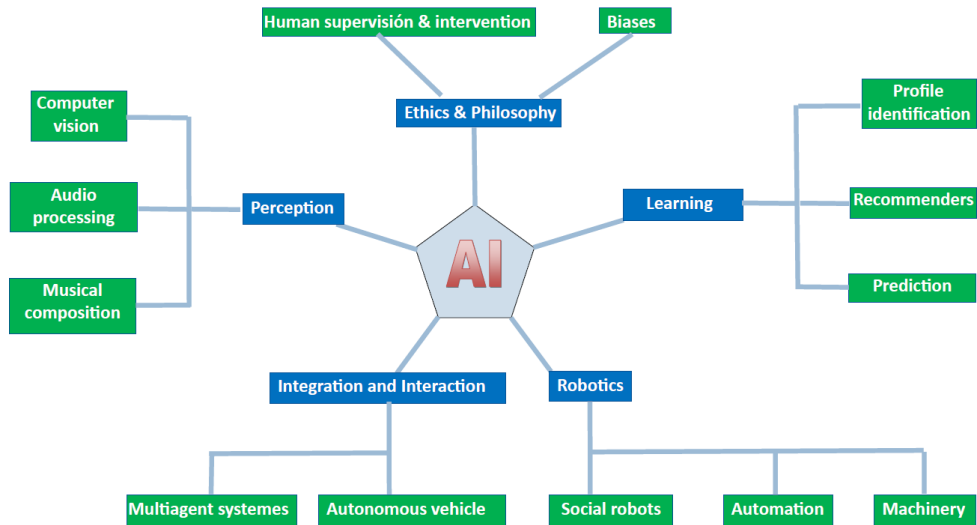 Human supervisión & intervention
Biases
Ethics & Philosophy
Computer
vision
Audio
processing
Musical
composition
Perception
AI
Learning
Profile
identification
Recommenders
Prediction
Integration and Interaction
Robotics
Multiagent systemes
Autonomous vehicle
Social robots
Automation
Machinery